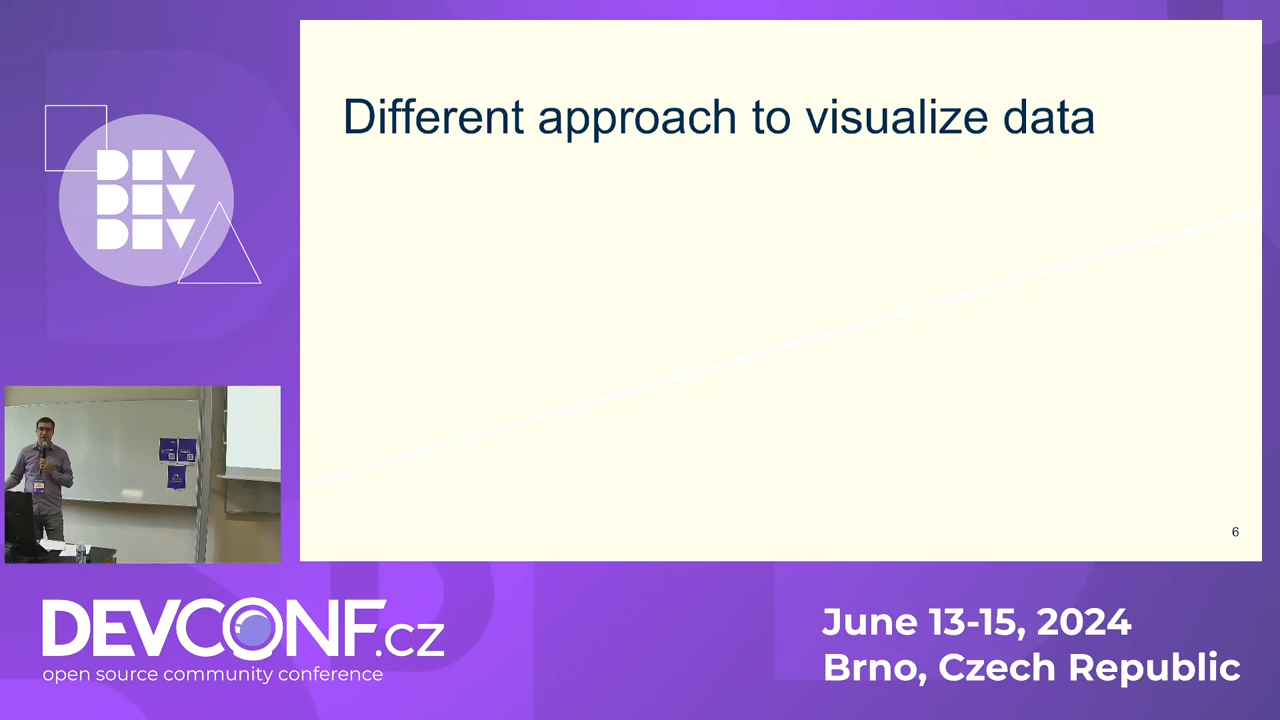 Different approach to visualize data
6
DEV
DEV
DEV
DEVCONF.cz
open source community conference
June 13-15, 2024
Brno, Czech Republic